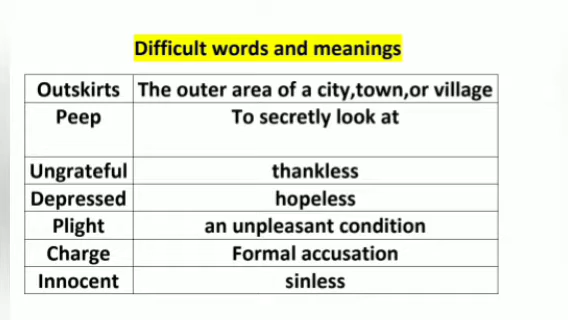 Difficult words and meanings
Outskirts The outer area of a city,town,or village
Peep To secretly look at
Ungrateful thankless
Depressed hopeless
Plight an unpleasant condition
Charge Formal accusation
Innocent sinless